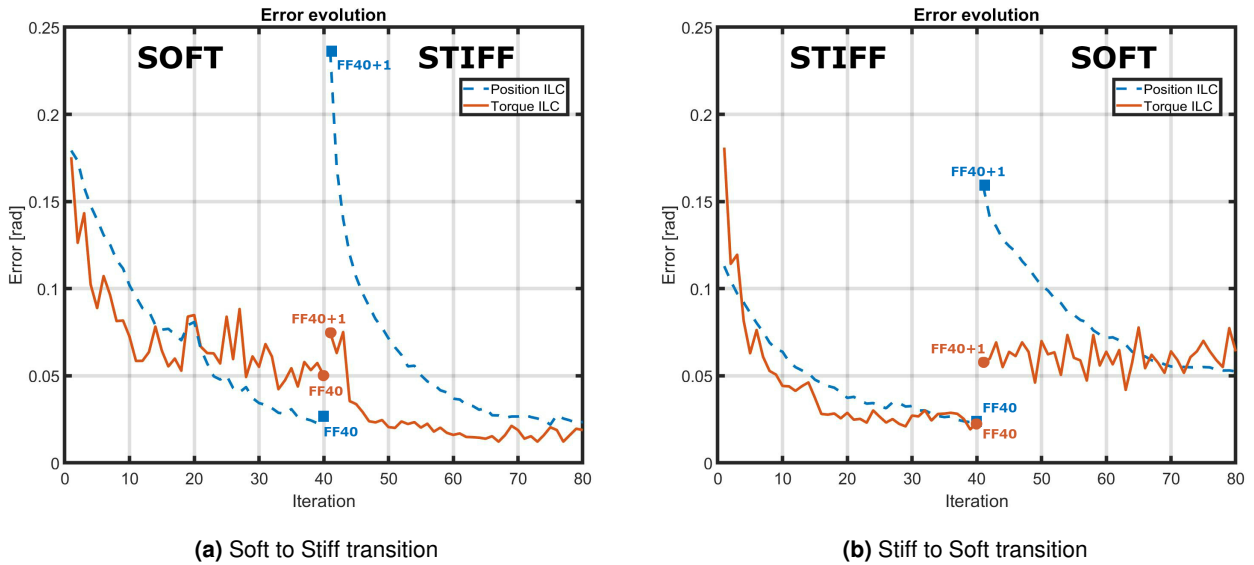 Error evolution
0.25
0.2
0.15
0.1
0.05
0
Error [rad]
SOFT
STIFF
FF40+1
Position ILC
Torque ILC
FF40+1
FF40
FF40
0 10 20 30 40 50 60 70 80
Iteration
(a) Soft to Stiff transition
Error evolution
0.25
0.2
0.15
0.1
0.05
0
Error [rad]
STIFF
SOFT
Position ILC
Torque ILC
FF40+1
FF40+1
FF40
FF40
0 10 20 30 40 50 60 70 80
Iteration
(b) Stiff to Soft transition